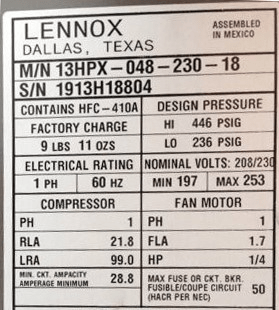 LENNOX
DALLAS, TEXAS
ASSEMBLED
IN MEXICO
M/N 13HPX-048-230-18
S/N 1913H18804
CONTAINS HFC-410A
DESIGN PRESSURE
FACTORY CHARGE
HI 446 PSIG
9 LBS 11 OZS
LO 236 PSIG
ELECTRICAL RATING
NOMINAL VOLTS: 208/230
1 PH 60 HZ
MIN 197 MAX 253
COMPRESSOR
FAN MOTOR
PH 1
PH 1
RLA 21.8
FLA 1.7
LRA 99.0
HP 1/4
MIN. CKT. AMPACITY
AMPERAGE MINIMUM 28.8
MAX FUSE OR CKT. BKR.
FUSIBLE/COUPE CIRCUIT 50
(HACR PER NEC)